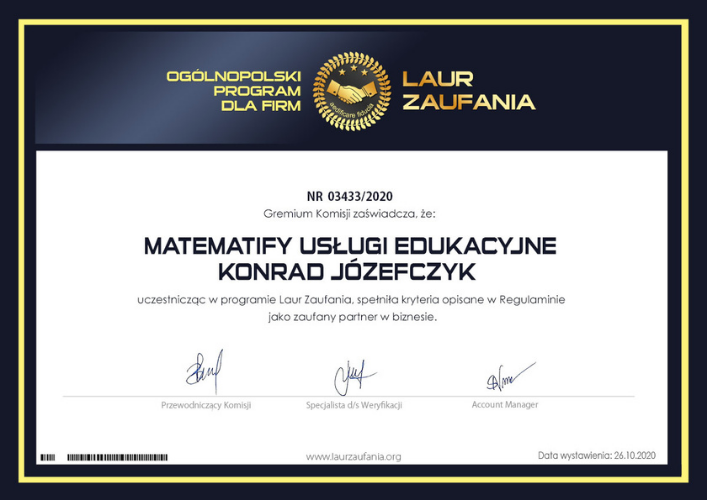 OGÓLNOPOLSKI
PROGRAM
DLA FIRM
aedificare fiducia
LAUR
ZAUFANIA
NR 03433/2020
Gremium Komisji zaświadcza, że:
MATEMATIFY USŁUGI EDUKACYJNE
KONRAD JÓZEFCZYK
uczestnicząc w programie Laur Zaufania, spełniła kryteria opisane w Regulaminie
jako zaufany partner w biznesie.
Przewodniczący Komisji
Specjalista d/s Weryfikacji
Account Manager
www.laurzaufania.org
Data wystawienia: 26.10.2020